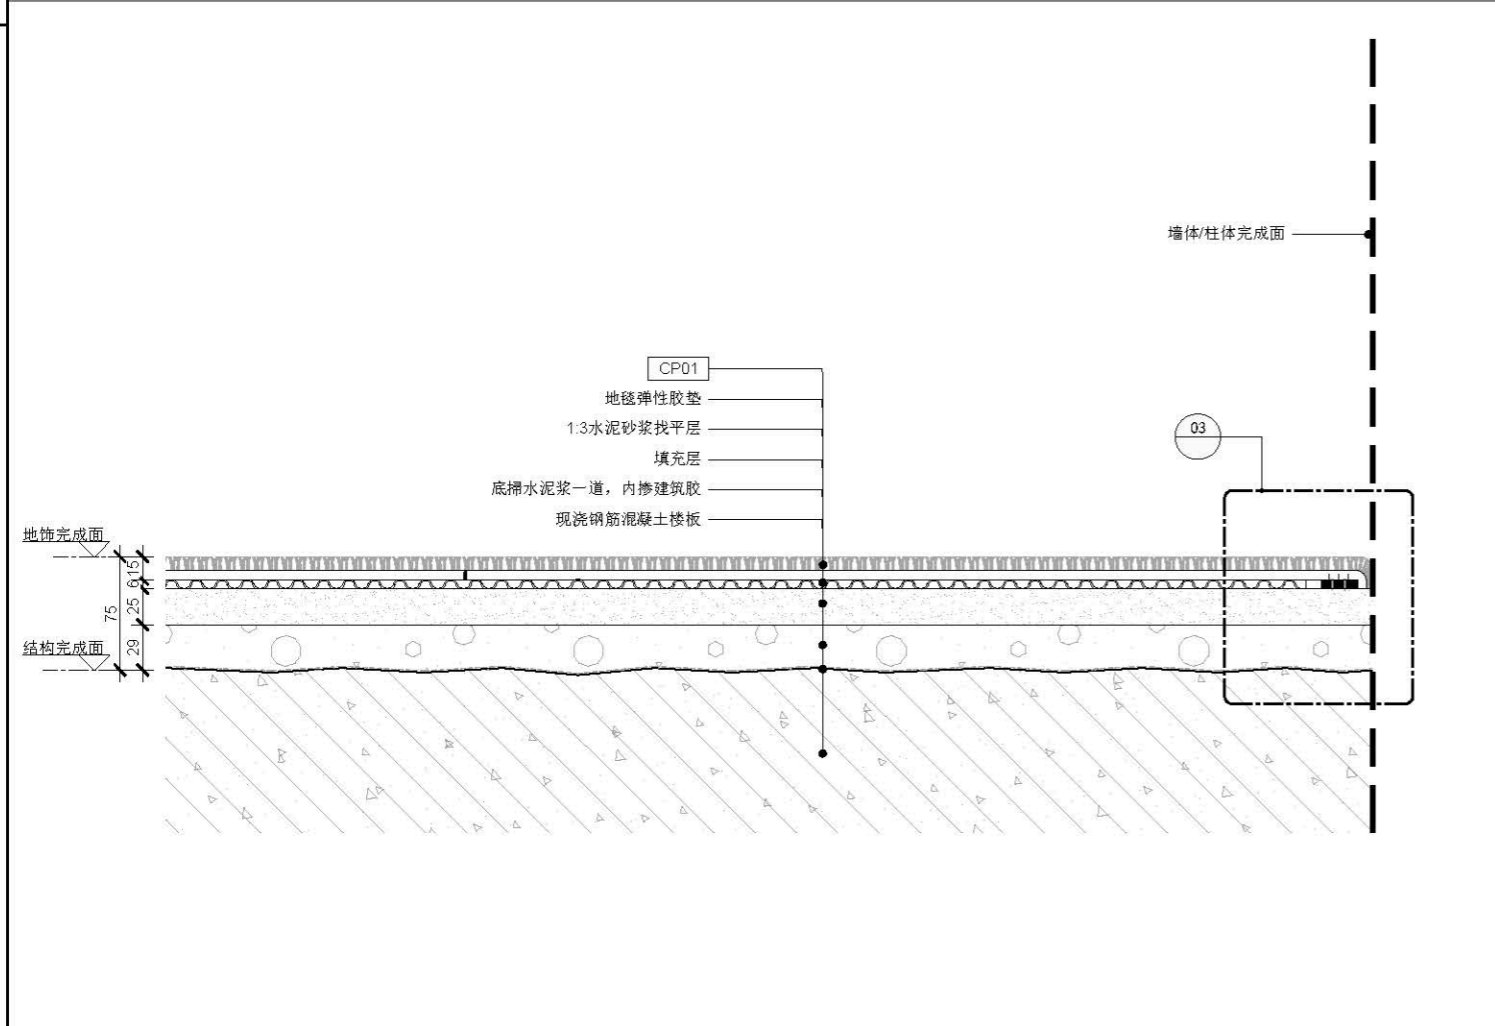 墙体/柱体完成面
CP01
地毯弹性胶垫
1:3水泥砂浆找平层
填充层
底掃水泥浆一道，内掺建筑胶
现浇钢筋混凝土楼板
03
地饰完成面
结构完成面
15
6
25
29
75